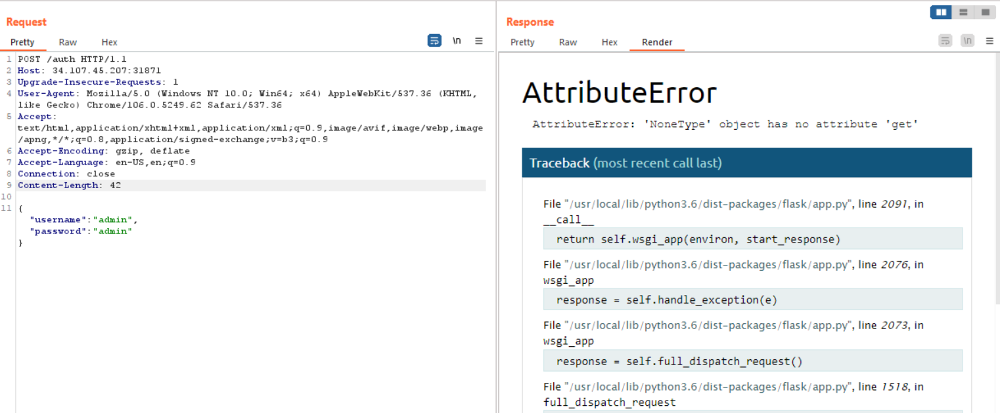 Request
Pretty Raw Hex
\n
1 POST /auth HTTP/1.1
2 Host: 34.107.45.207:31871
3 Upgrade-Insecure-Requests: 1
4 User-Agent: Mozilla/5.0 (Windows NT 10.0; Win64; x64) AppleWebKit/537.36 (KHTML,
like Gecko) Chrome/106.0.5249.62 Safari/537.36
5 Accept:
text/html,application/xhtml+xml,application/xml;q=0.9,image/avif,image/webp,image
/apng,*/*;q=0.8,application/signed-exchange;v=b3;q=0.9
6 Accept-Encoding: gzip, deflate
7 Accept-Language: en-US,en;q=0.9
8 Connection: close
9 Content-Length: 42
10
11 {
"username":"admin",
"password":"admin"
}
Response
Pretty Raw Hex Render
\n
AttributeError
AttributeError: 'NoneType' object has no attribute 'get'
Traceback (most recent call last)
File "/usr/local/lib/python3.6/dist-packages/flask/app.py", line 2091, in
__call__
return self.wsgi_app(environ, start_response)
File "/usr/local/lib/python3.6/dist-packages/flask/app.py", line 2076, in
wsgi_app
response = self.handle_exception(e)
File "/usr/local/lib/python3.6/dist-packages/flask/app.py", line 2073, in
wsgi_app
response = self.full_dispatch_request()
File "/usr/local/lib/python3.6/dist-packages/flask/app.py", line 1518, in
full_dispatch_request